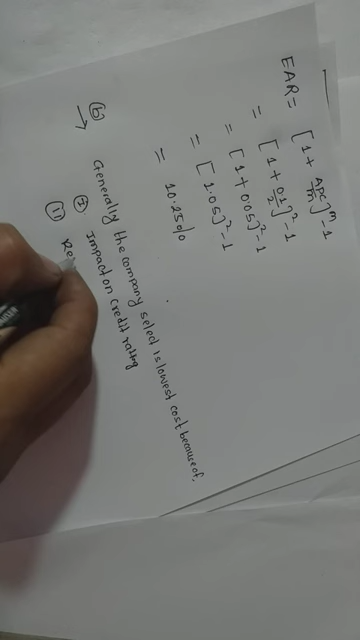 EAR = [1 + APR/m]^m - 1
= [1 + 0.1/2]^2 - 1
= [1 + 0.05]^2 - 1
= [1.05]^2 - 1
= 10.25%
(b) → Generally the company select is lowest cost because of,
(I) Impact on credit rating
(II) Re